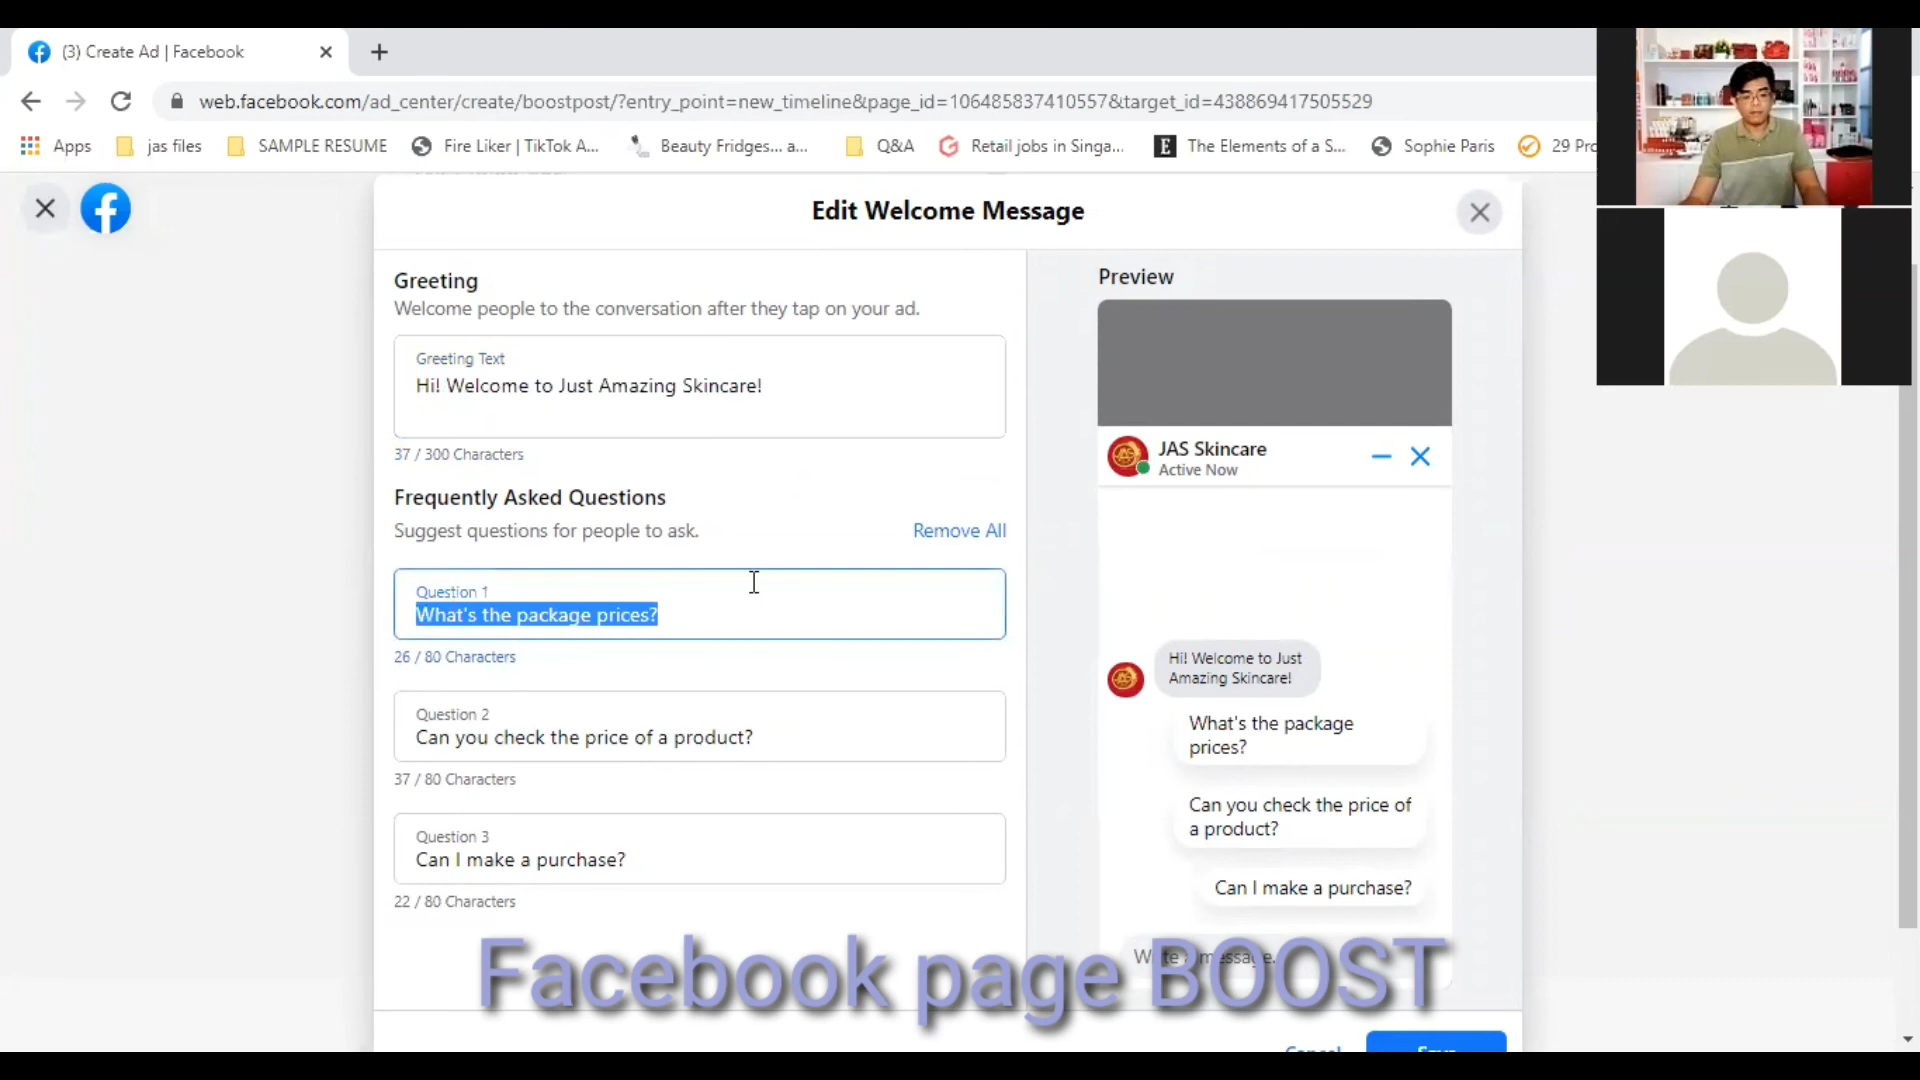 (3) Create Ad | Facebook
web.facebook.com/ad_center/create/boostpost/?entry_point=new_timeline&page_id=106485837410557&target_id=438869417505529
Apps
jas files
SAMPLE RESUME
Fire Liker | TikTok A...
Beauty Fridges... a...
Q&A
Retail jobs in Singa...
E The Elements of a S...
Sophie Paris
29 Pro
Edit Welcome Message
Greeting
Welcome people to the conversation after they tap on your ad.
Greeting Text
Hi! Welcome to Just Amazing Skincare!
37 / 300 Characters
Frequently Asked Questions
Suggest questions for people to ask.
Remove All
Question 1
What's the package prices?
26 / 80 Characters
Question 2
Can you check the price of a product?
37 / 80 Characters
Question 3
Can I make a purchase?
22 / 80 Characters
Preview
JAS Skincare
Active Now
Hi! Welcome to Just
Amazing Skincare!
What's the package
prices?
Can you check the price of
a product?
Can I make a purchase?
Write a message.
Facebook page BOOST
Cancel
Save